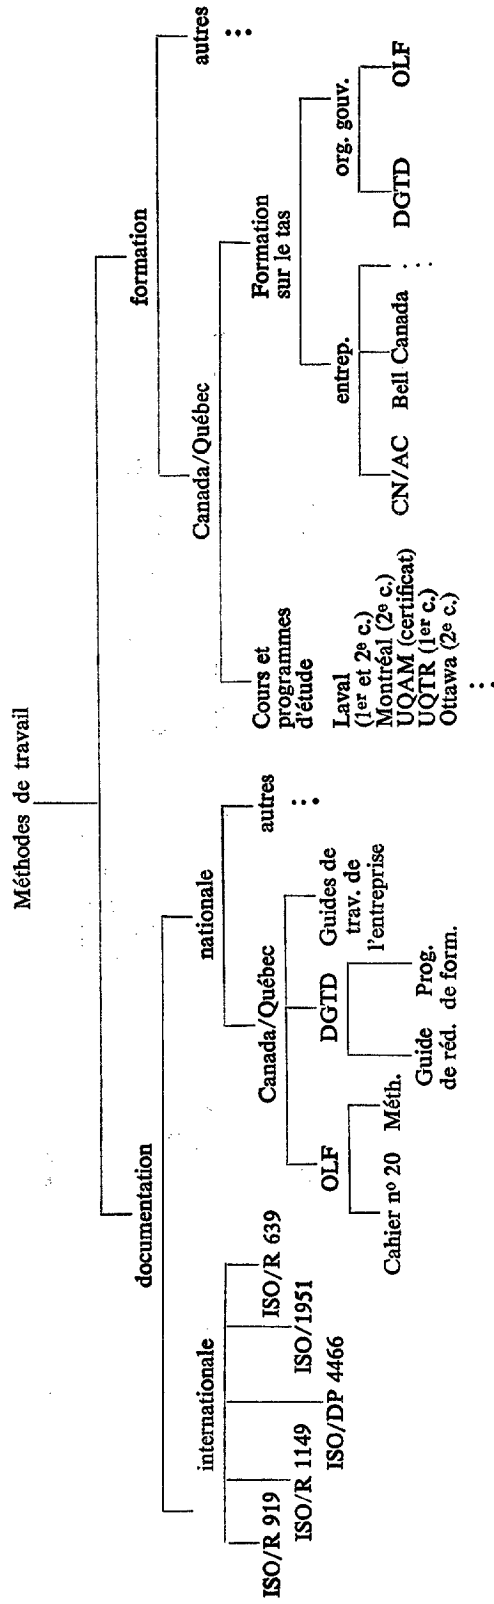 Méthodes de travail
documentation
formation
internationale
nationale
Canada/Québec
autres
ISO/R 919
ISO/R 1149
ISO/DP 4466
ISO/1951
ISO/R 639
Canada/Québec
autres
OLF
DGTD
Guides de
trav. de
l'entreprise
Cahier nº 20
Méth.
Guide
de réd.
Prog.
de form.
Cours et
programmes
d'étude
Laval
(1er et 2e c.)
Montréal (2e c.)
UQAM (certificat)
UQTR (1er c.)
Ottawa (2e c.)
Formation
sur le tas
entrep.
org. gouv.
CN/AC
Bell Canada
DGTD
OLF